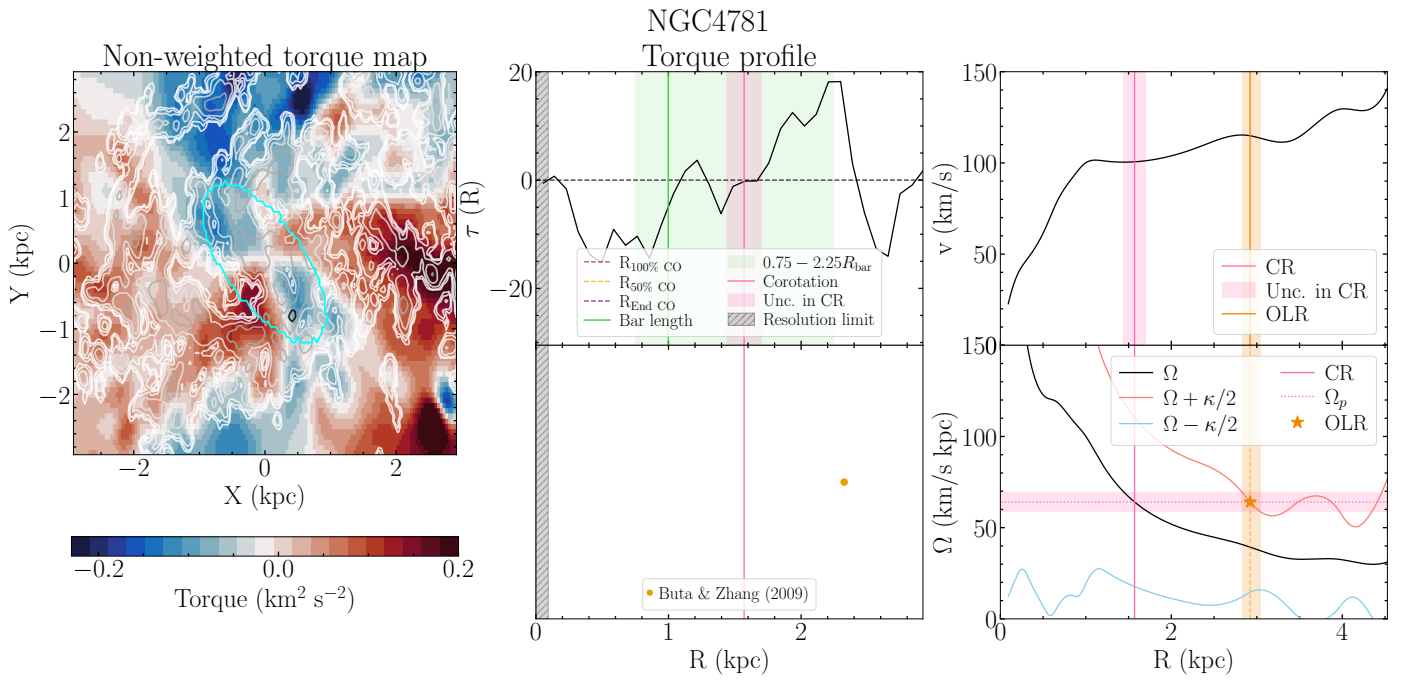 NGC4781
Non-weighted torque map
Y (kpc)
2
1
0
−1
−2
−2
0
2
X (kpc)
−0.2
0.0
0.2
Torque (km² s⁻²)
Torque profile
τ (R)
20
0
−20
R100% CO
R50% CO
REnd CO
Bar length
0.75 − 2.25Rbar
Corotation
Unc. in CR
Resolution limit
Buta & Zhang (2009)
0
1
2
R (kpc)
v (km/s)
150
100
50
0
CR
Unc. in CR
OLR
Ω (km/s kpc)
150
100
50
0
Ω
Ω + κ/2
Ω − κ/2
CR
Ωp
OLR
0
2
4
R (kpc)